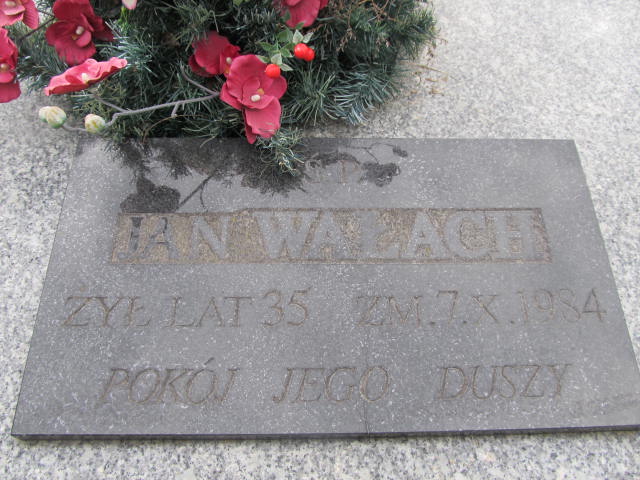 JAN WAŁACH
ŻYŁ LAT 35 ZM. 7. X. 1984
POKÓJ JEGO DUSZY